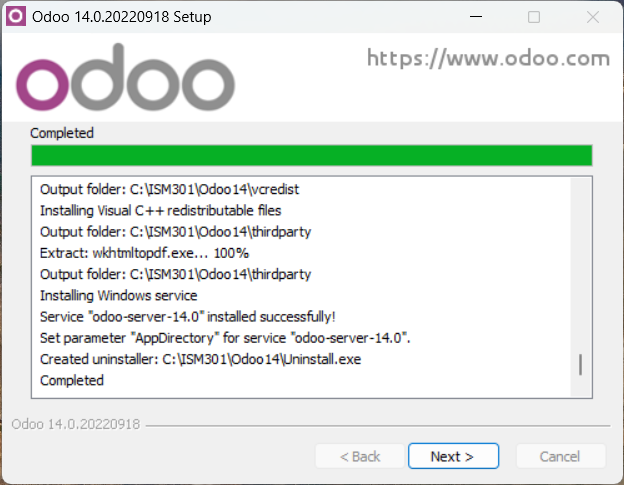 Odoo 14.0.20220918 Setup
odoo
https://www.odoo.com
Completed
Output folder: C:\ISM301\Odoo14\vcredist
Installing Visual C++ redistributable files
Output folder: C:\ISM301\Odoo14\thirdparty
Extract: wkhtmltopdf.exe... 100%
Output folder: C:\ISM301\Odoo14\thirdparty
Installing Windows service
Service "odoo-server-14.0" installed successfully!
Set parameter "AppDirectory" for service "odoo-server-14.0".
Created uninstaller: C:\ISM301\Odoo14\Uninstall.exe
Completed
Odoo 14.0.20220918
< Back Next > Cancel